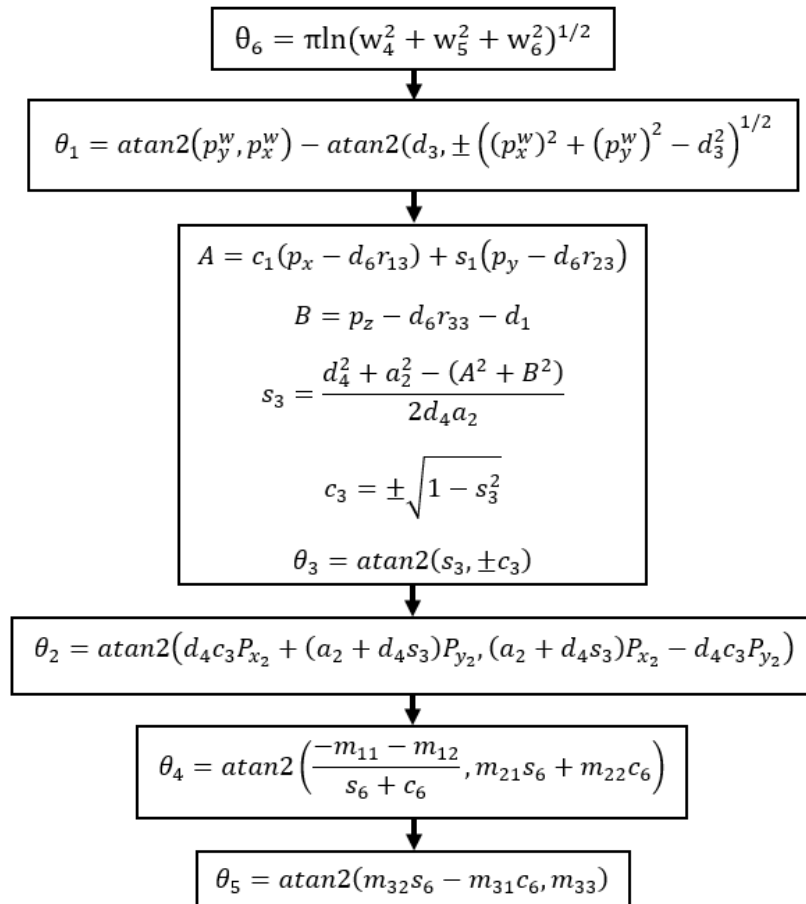 θ₆ = πln(w₄² + w₅² + w₆²)^{1/2}
θ₁ = atan2(p_y^w, p_x^w) − atan2(d₃, ± ((p_x^w)² + (p_y^w)² − d₃²)^{1/2}
A = c₁(p_x − d₆r₁₃) + s₁(p_y − d₆r₂₃)
B = p_z − d₆r₃₃ − d₁
s₃ = \frac{d₄² + a₂² − (A² + B²)}{2d₄a₂}
c₃ = ±√{1 − s₃²}
θ₃ = atan2(s₃, ±c₃)
θ₂ = atan2(d₄c₃P_{x₂} + (a₂ + d₄s₃)P_{y₂}, (a₂ + d₄s₃)P_{x₂} − d₄c₃P_{y₂})
θ₄ = atan2(\frac{−m₁₁ − m₁₂}{s₆ + c₆}, m₂₁s₆ + m₂₂c₆)
θ₅ = atan2(m₃₂s₆ − m₃₁c₆, m₃₃)